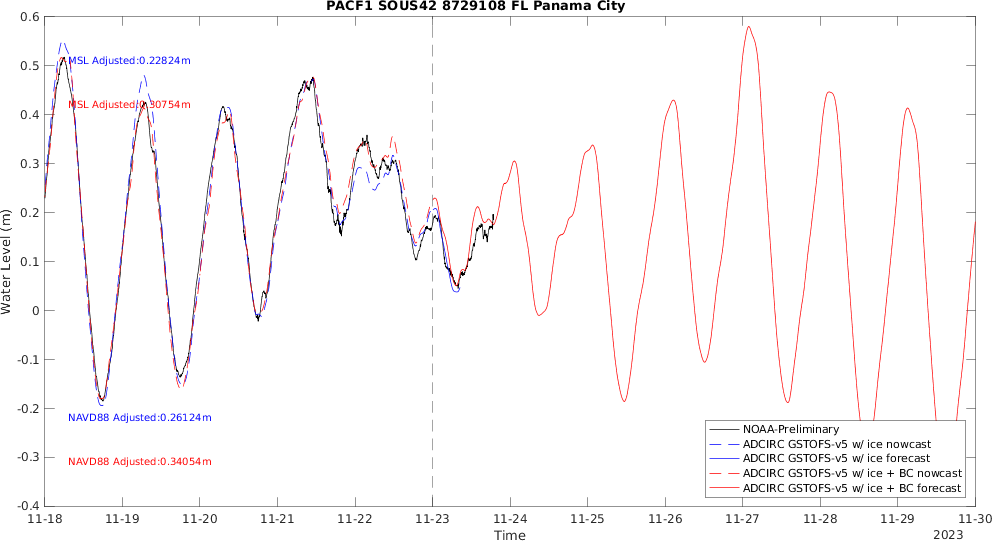 PACF1 SOUS42 8729108 FL Panama City
0.6
0.5
0.4
0.3
0.2
0.1
0
-0.1
-0.2
-0.3
-0.4
Water Level (m)
MSL Adjusted:0.22824m
MSL Adjusted:0.30754m
NAVD88 Adjusted:0.26124m
NAVD88 Adjusted:0.34054m
NOAA-Preliminary
ADCIRC GSTOFS-v5 w/ ice nowcast
ADCIRC GSTOFS-v5 w/ ice forecast
ADCIRC GSTOFS-v5 w/ ice + BC nowcast
ADCIRC GSTOFS-v5 w/ ice + BC forecast
11-18 11-19 11-20 11-21 11-22 11-23 11-24 11-25 11-26 11-27 11-28 11-29 11-30
Time
2023